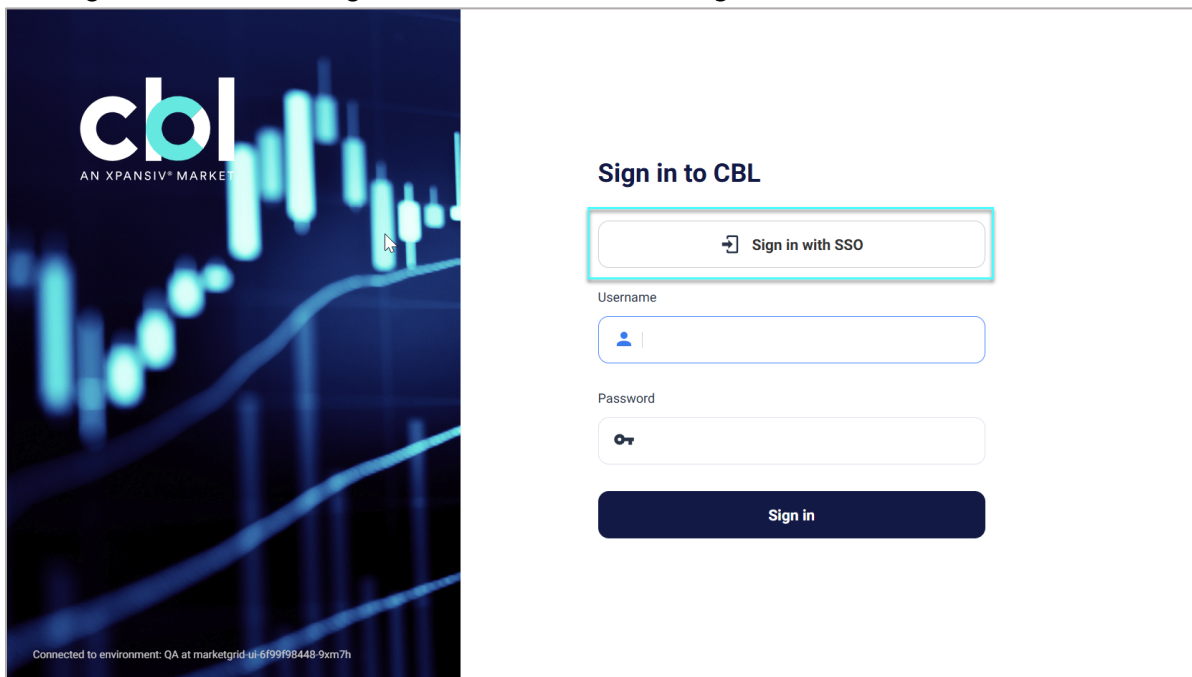 cbl
AN XPANSIV® MARKET
Sign in to CBL
Sign in with SSO
Username
Password
Sign in
Connected to environment: QA at marketgrid-ui-6f99f98448-9xm7h